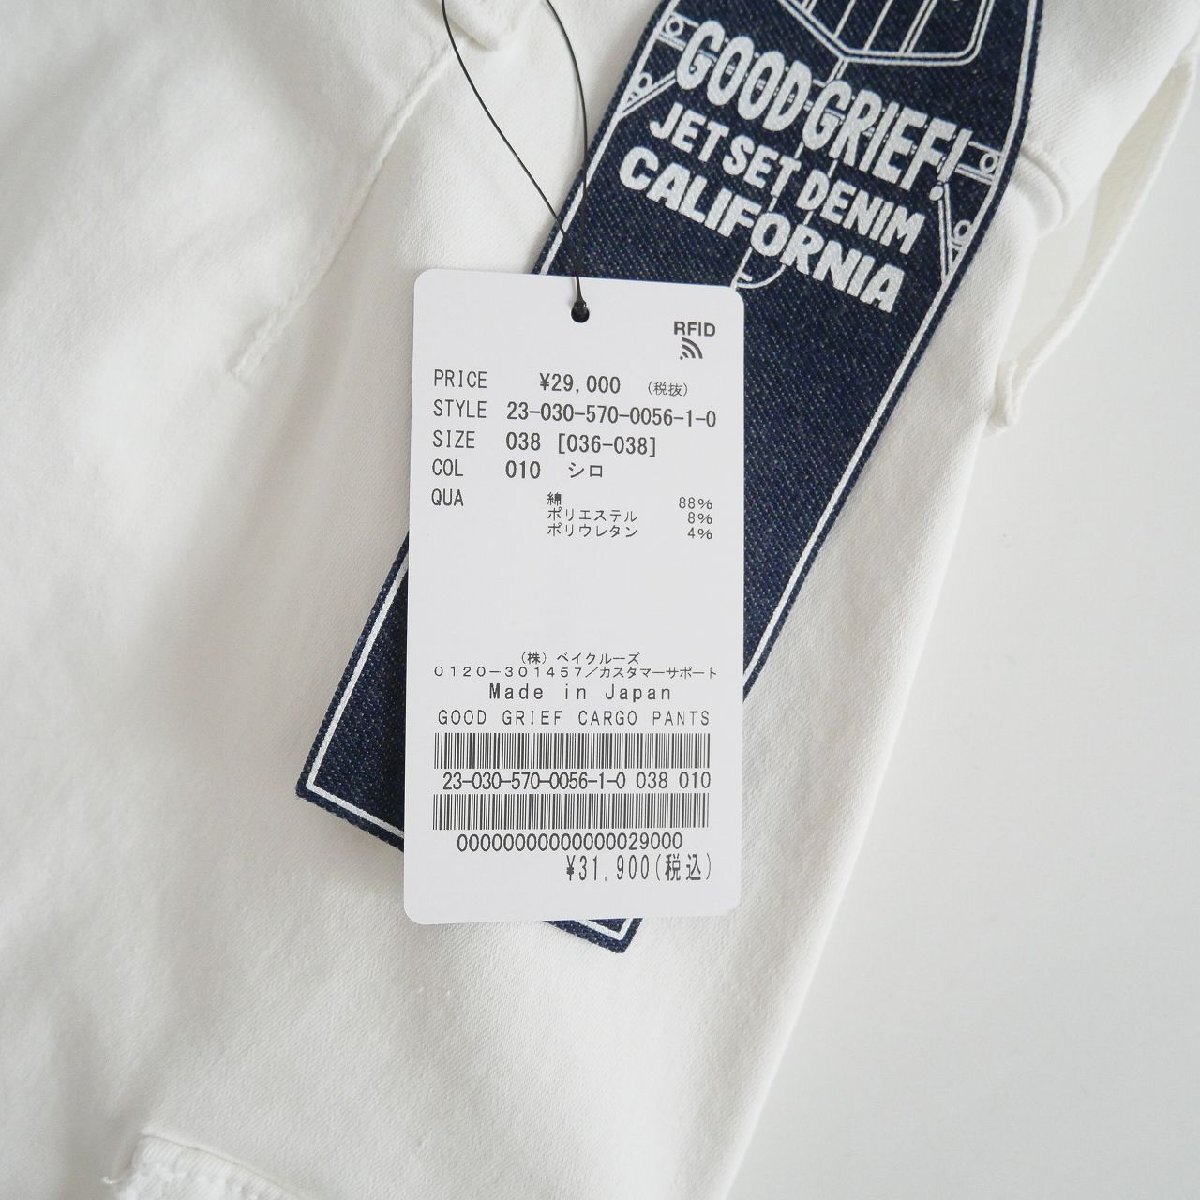 GOOD GRIEF!
JET SET DENIM
CALIFORNIA
RFID
PRICE ¥29,000 (税抜)
STYLE 23-030-570-0056-1-0
SIZE 038 [036-038]
COL 010 シロ
QUA 綿 88%
ポリエステル 8%
ポリウレタン 4%
(株) ベイクルーズ
0120-301457/カスタマーサポート
Made in Japan
GOOD GRIEF CARGO PANTS
23-030-570-0056-1-0 038 010
00000000000000029000
¥31,900(税込)